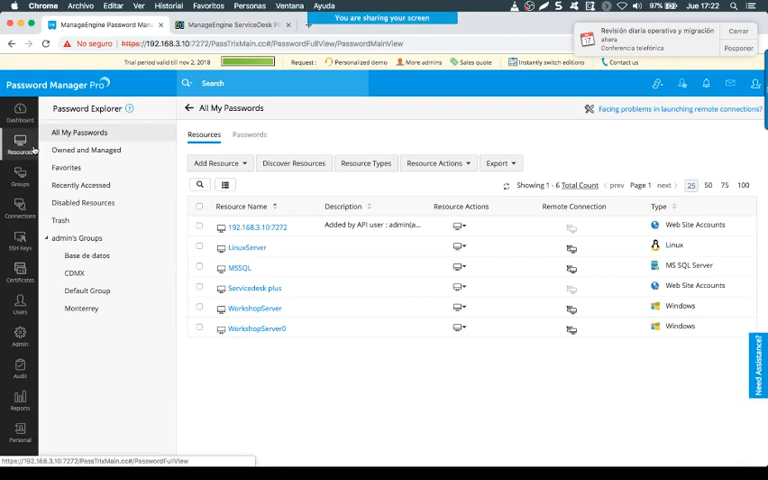 Chrome Archivo Editar Ver Historial Favoritos Personas Ventana Ayuda 97% Jue 17:22
You are sharing your screen
ManageEngine Password Man ManageEngine ServiceDesk Pl
Revisión diaria operativa y migración
ahora
Conferencia telefónica
Cerrar
Posponer
No seguro https://192.168.3.10:7272/PassTrixMain.cc#/PasswordFullView/PasswordMainView
Trial period valid till nov 2, 2018 Request : Personalized demo More admins Sales quote Instantly switch editions Contact us
Password Manager Pro Search
Dashboard
Resources
Groups
Connections
SSH Keys
Certificates
Users
Admin
Audit
Reports
Personal
Password Explorer
All My Passwords
Owned and Managed
Favorites
Recently Accessed
Disabled Resources
Trash
admin's Groups
Base de datos
CDMX
Default Group
Monterrey
All My Passwords
Facing problems in launching remote connections?
Resources Passwords
Add Resource Discover Resources Resource Types Resource Actions Export
Showing 1 - 6 Total Count prev Page 1 next 25 50 75 100
Resource Name Description Resource Actions Remote Connection Type
192.168.3.10:7272 Added by API user : admin(a... Web Site Accounts
LinuxServer Linux
MSSQL MS SQL Server
Servicedesk plus Web Site Accounts
WorkshopServer Windows
WorkshopServer0 Windows
Need Assistance?
https://192.168.3.10:7272/PassTrixMain.cc#/PasswordFullView